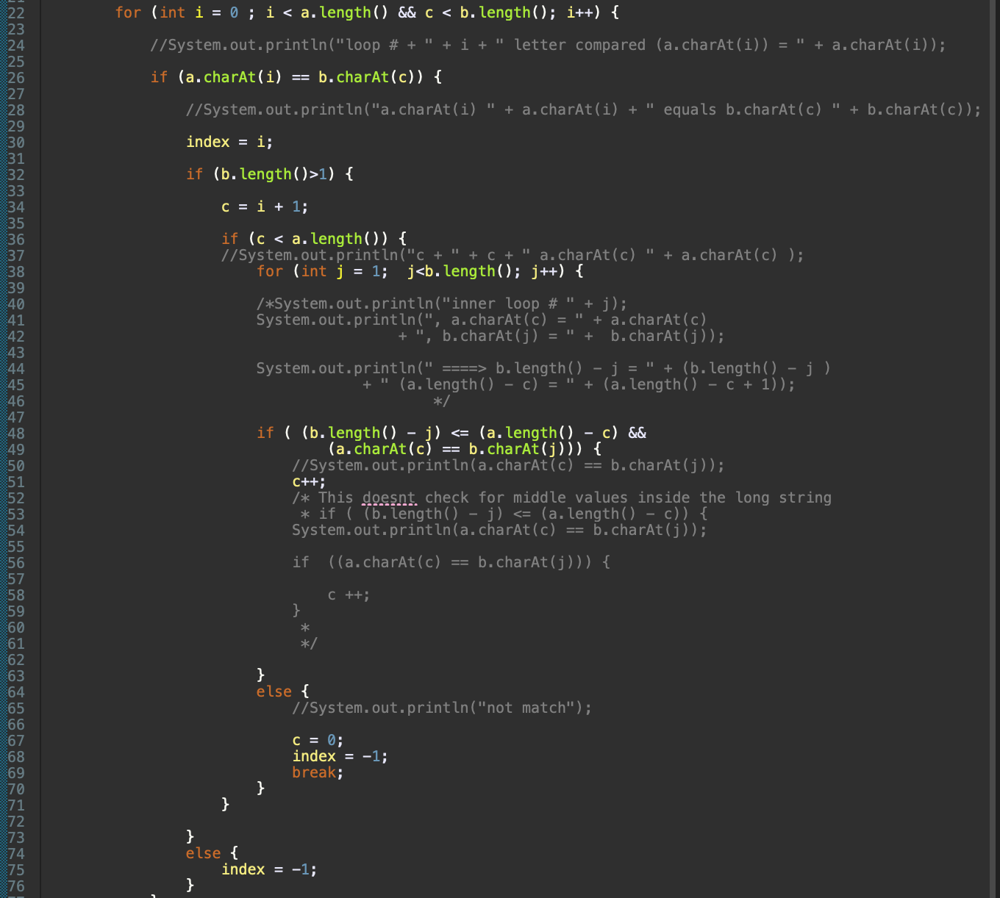 22 for (int i = 0 ; i < a.length() && c < b.length(); i++) {
23
24 //System.out.println("loop # + " + i + " letter compared (a.charAt(i)) = " + a.charAt(i));
25
26 if (a.charAt(i) == b.charAt(c)) {
27
28 //System.out.println("a.charAt(i) " + a.charAt(i) + " equals b.charAt(c) " + b.charAt(c));
29
30 index = i;
31
32 if (b.length()>1) {
33
34 c = i + 1;
35
36 if (c < a.length()) {
37 //System.out.println("c + " + c + " a.charAt(c) " + a.charAt(c) );
38 for (int j = 1;  j<b.length(); j++) {
39
40 /*System.out.println("inner loop # " + j);
41 System.out.println(", a.charAt(c) = " + a.charAt(c)
42 + ", b.charAt(j) = " +  b.charAt(j));
43
44 System.out.println(" ====> b.length() - j = " + (b.length() - j )
45 + " (a.length() - c) = " + (a.length() - c + 1));
46 */
47
48 if ( (b.length() - j) <= (a.length() - c) &&
49 (a.charAt(c) == b.charAt(j))) {
50 //System.out.println(a.charAt(c) == b.charAt(j));
51 c++;
52 /* This doesnt check for middle values inside the long string
53 * if ( (b.length() - j) <= (a.length() - c)) {
54 System.out.println(a.charAt(c) == b.charAt(j));
55
56 if  ((a.charAt(c) == b.charAt(j))) {
57
58 c ++;
59 }
60 *
61 */
62
63 }
64 else {
65 //System.out.println("not match");
66
67 c = 0;
68 index = -1;
69 break;
70 }
71 }
72
73 }
74 else {
75 index = -1;
76 }